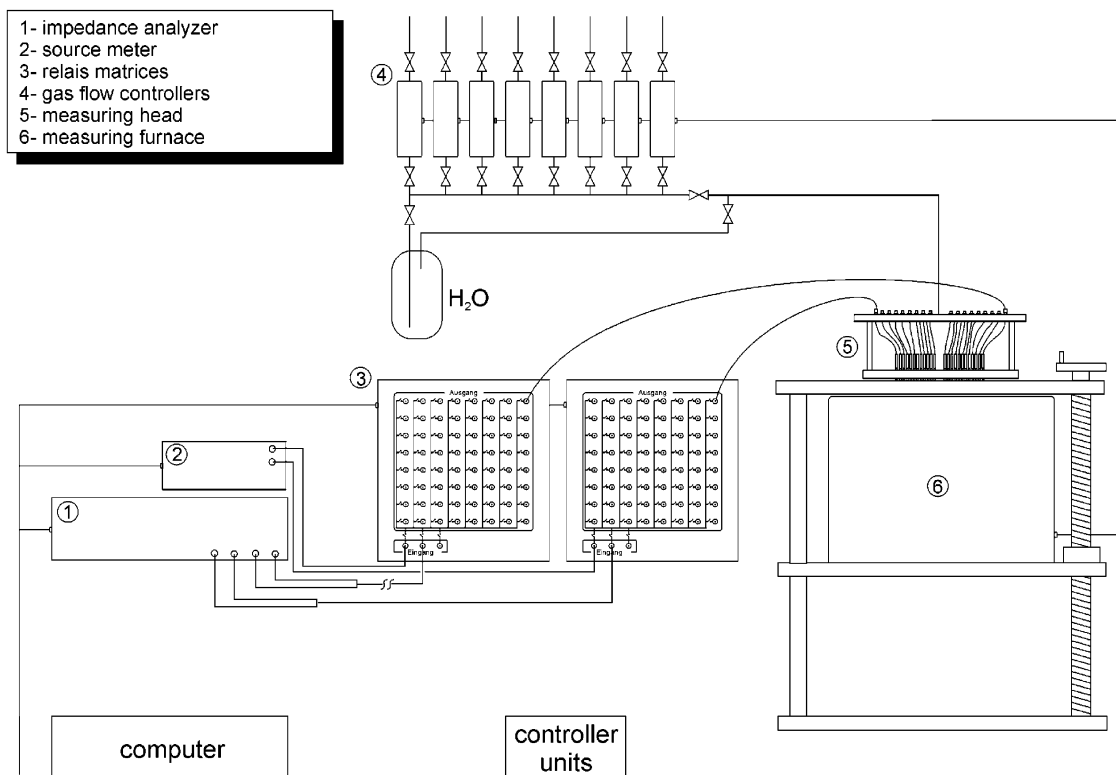 1- impedance analyzer
2- source meter
3- relais matrices
4- gas flow controllers
5- measuring head
6- measuring furnace
4
H₂O
5
3
Ausgang
Ausgang
2
6
1
Eingang
Eingang
computer
controller
units